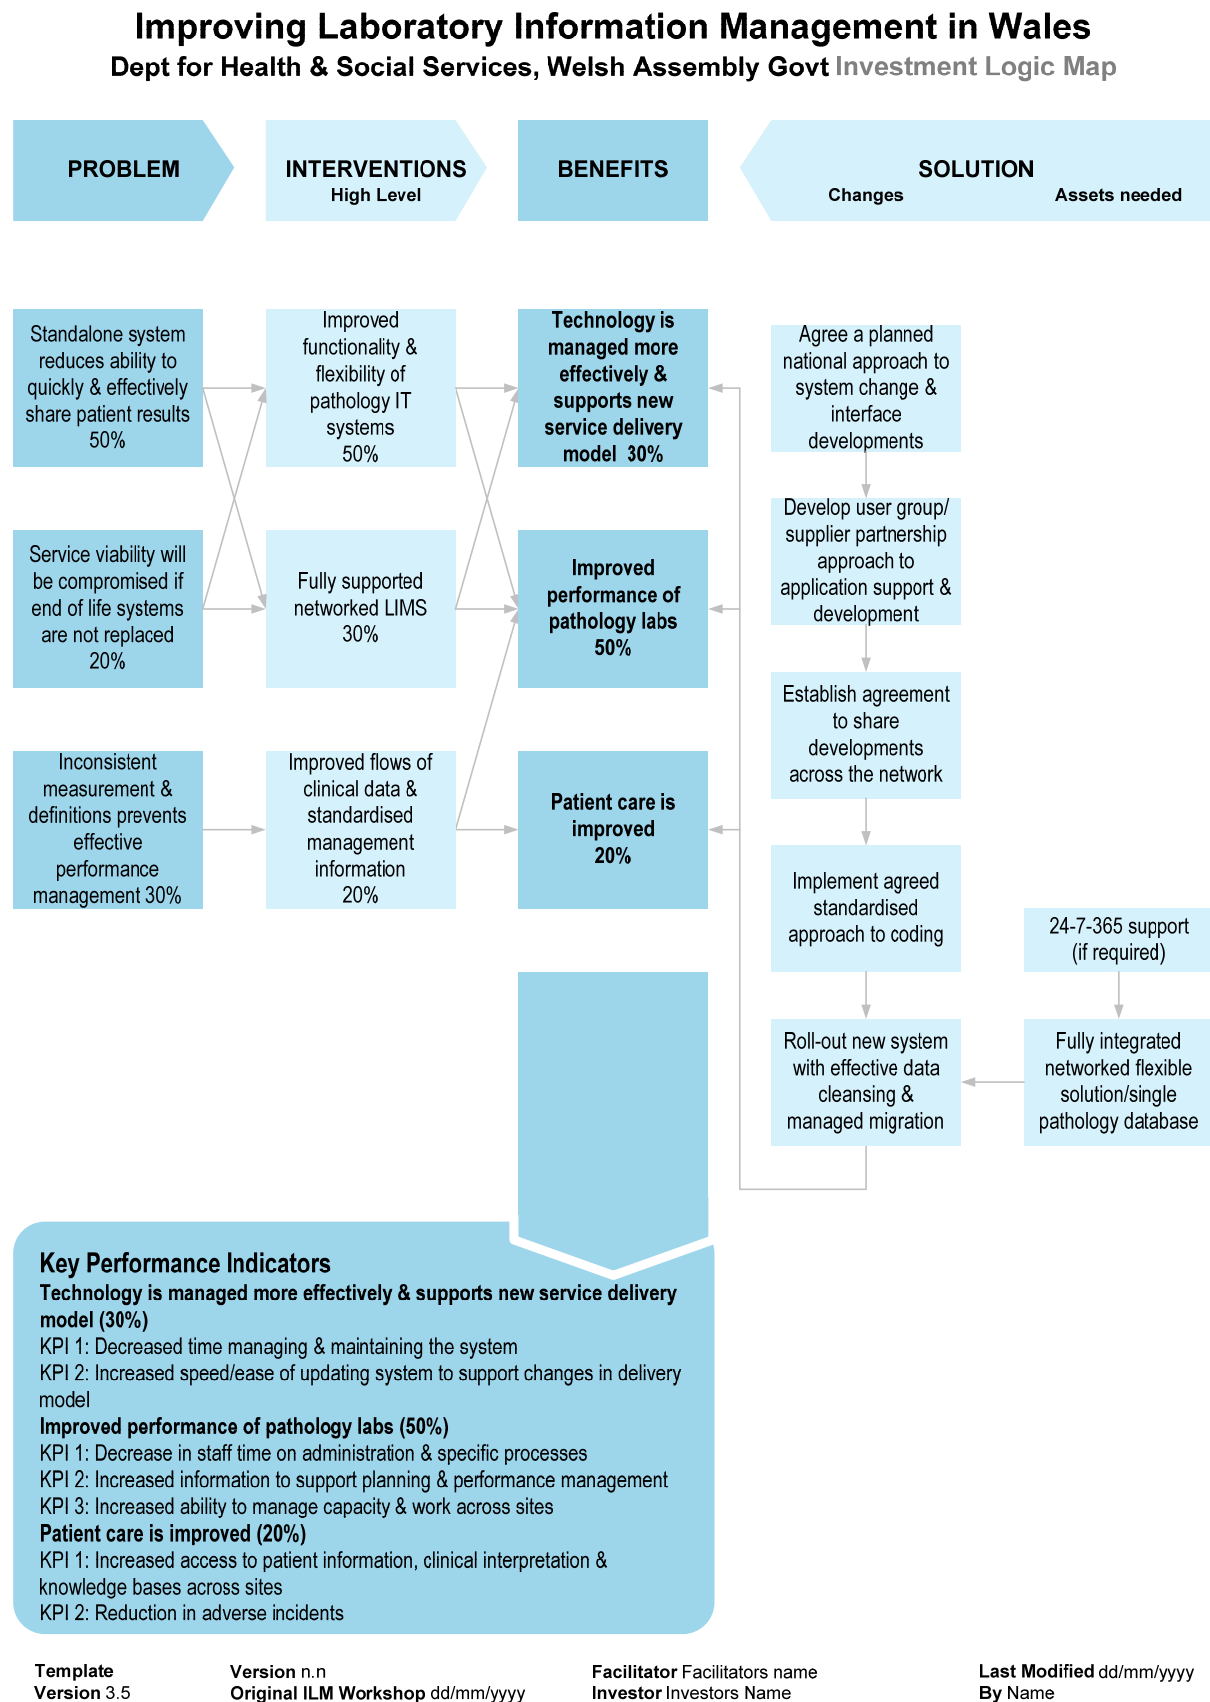 Improving Laboratory Information Management in Wales
Dept for Health & Social Services, Welsh Assembly Govt Investment Logic Map
PROBLEM
INTERVENTIONS
High Level
BENEFITS
SOLUTION
Changes
Assets needed
Standalone system
reduces ability to
quickly & effectively
share patient results
50%
Improved
functionality &
flexibility of
pathology IT
systems
50%
Technology is
managed more
effectively &
supports new
service delivery
model 30%
Agree a planned
national approach to
system change &
interface
developments
Service viability will
be compromised if
end of life systems
are not replaced
20%
Fully supported
networked LIMS
30%
Improved
performance of
pathology labs
50%
Develop user group/
supplier partnership
approach to
application support &
development
Establish agreement
to share
developments
across the network
Inconsistent
measurement &
definitions prevents
effective
performance
management 30%
Improved flows of
clinical data &
standardised
management
information
20%
Patient care is
improved
20%
Implement agreed
standardised
approach to coding
24-7-365 support
(if required)
Roll-out new system
with effective data
cleansing &
managed migration
Fully integrated
networked flexible
solution/single
pathology database
Key Performance Indicators
Technology is managed more effectively & supports new service delivery
model (30%)
KPI 1: Decreased time managing & maintaining the system
KPI 2: Increased speed/ease of updating system to support changes in delivery
model
Improved performance of pathology labs (50%)
KPI 1: Decrease in staff time on administration & specific processes
KPI 2: Increased information to support planning & performance management
KPI 3: Increased ability to manage capacity & work across sites
Patient care is improved (20%)
KPI 1: Increased access to patient information, clinical interpretation &
knowledge bases across sites
KPI 2: Reduction in adverse incidents
Template
Version 3.5
Version n.n
Original ILM Workshop dd/mm/yyyy
Facilitator Facilitators name
Investor Investors Name
Last Modified dd/mm/yyyy
By Name